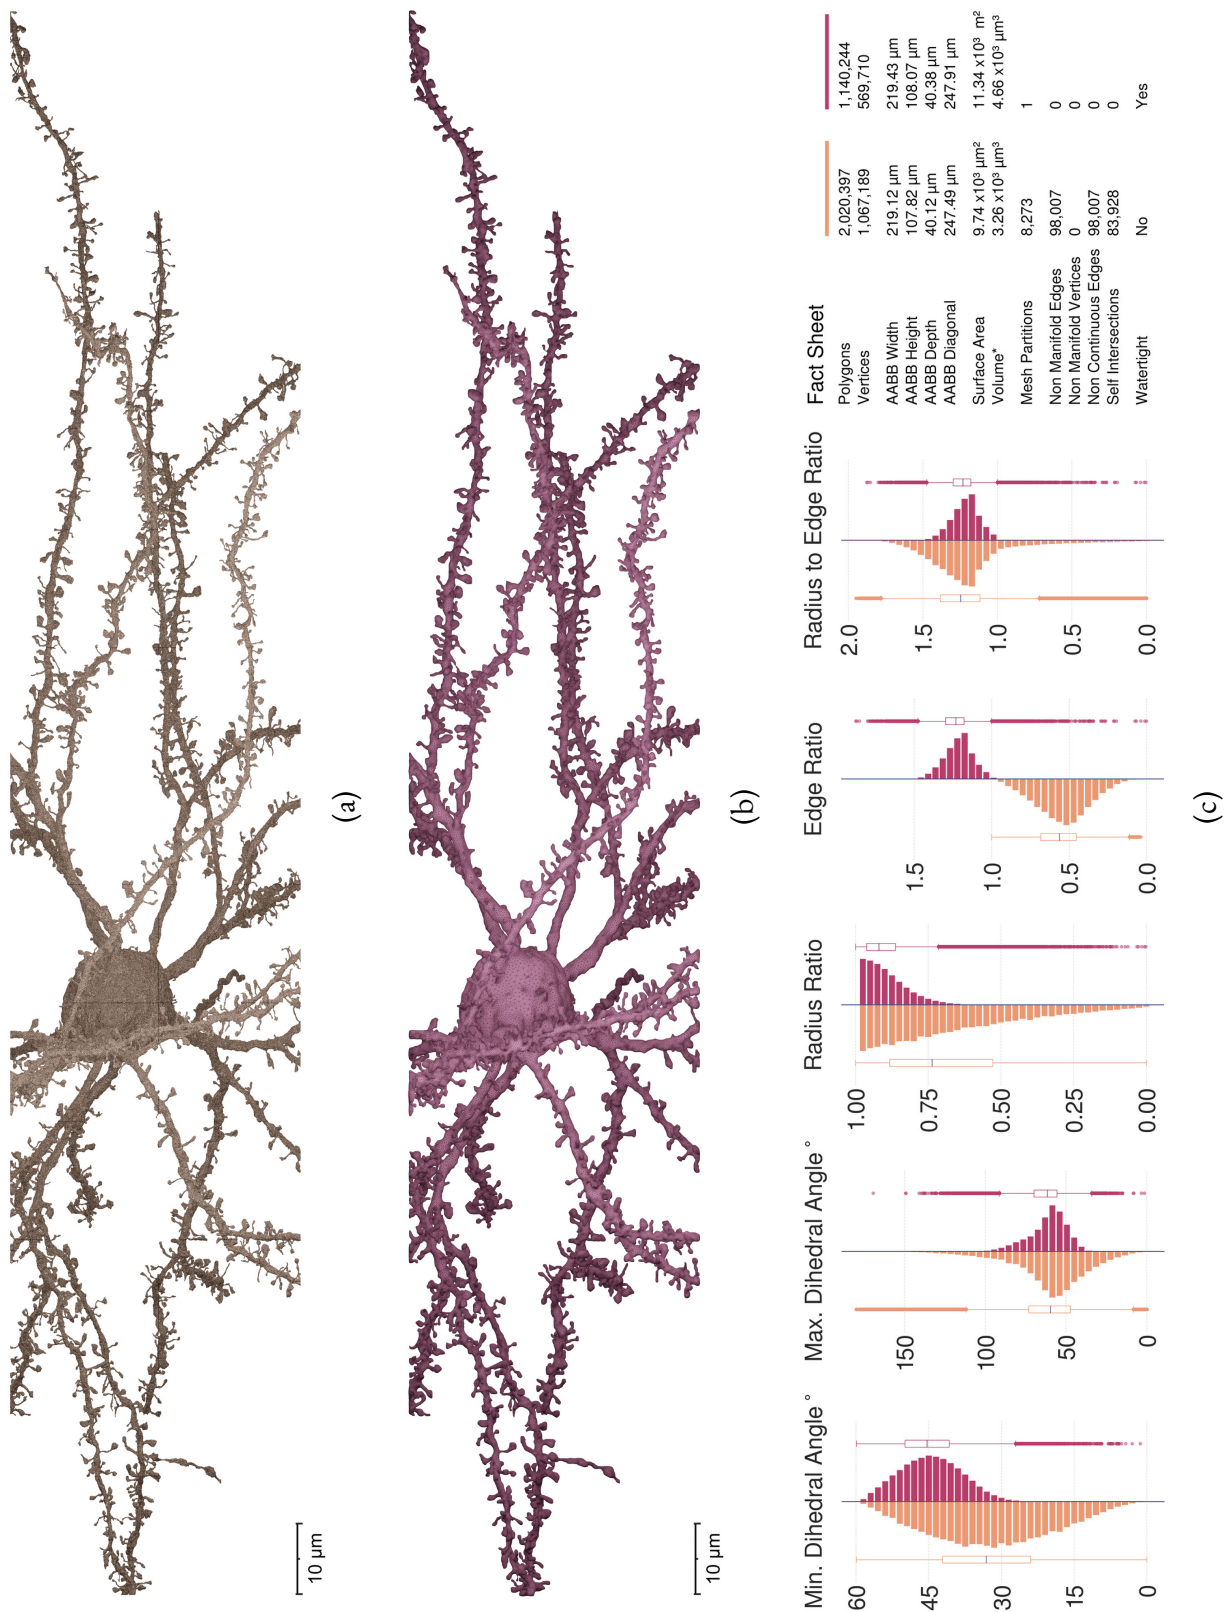 10 µm
(a)
10 µm
(b)
Min. Dihedral Angle °
60
45
30
15
0
Max. Dihedral Angle °
150
100
50
0
Radius Ratio
1.00
0.75
0.50
0.25
0.00
Edge Ratio
1.5
1.0
0.5
0.0
Radius to Edge Ratio
2.0
1.5
1.0
0.5
0.0
Fact Sheet
Polygons 2,020,397 1,140,244
Vertices 1,067,189 569,710
AABB Width 219.12 µm 219.43 µm
AABB Height 107.82 µm 108.07 µm
AABB Depth 40.12 µm 40.38 µm
AABB Diagonal 247.49 µm 247.91 µm
Surface Area 9.74 x10³ µm² 11.34 x10³ m²
Volume* 3.26 x10³ µm³ 4.66 x10³ µm³
Mesh Partitions 8,273 1
Non Manifold Edges 98,007 0
Non Manifold Vertices 0 0
Non Continuous Edges 98,007 0
Self Intersections 83,928 0
Watertight No Yes
(c)